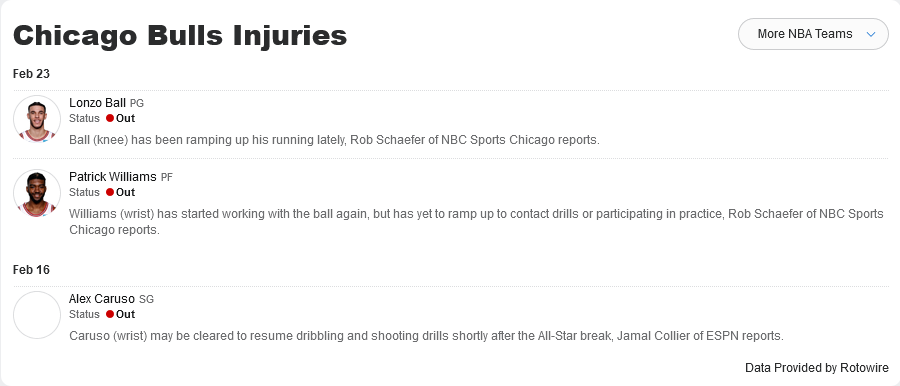 Chicago Bulls Injuries
More NBA Teams
Feb 23
Lonzo Ball PG
Status Out
Ball (knee) has been ramping up his running lately, Rob Schaefer of NBC Sports Chicago reports.
Patrick Williams PF
Status Out
Williams (wrist) has started working with the ball again, but has yet to ramp up to contact drills or participating in practice, Rob Schaefer of NBC Sports
Chicago reports.
Feb 16
Alex Caruso SG
Status Out
Caruso (wrist) may be cleared to resume dribbling and shooting drills shortly after the All-Star break, Jamal Collier of ESPN reports.
Data Provided by Rotowire